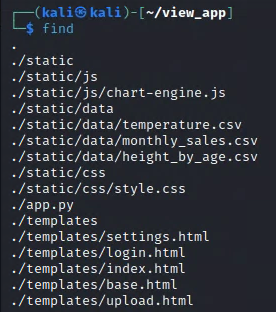 ┌──(kali㉿kali)-[~/view_app]
└─$ find
.
./static
./static/js
./static/js/chart-engine.js
./static/data
./static/data/temperature.csv
./static/data/monthly_sales.csv
./static/data/height_by_age.csv
./static/css
./static/css/style.css
./app.py
./templates
./templates/settings.html
./templates/login.html
./templates/index.html
./templates/base.html
./templates/upload.html